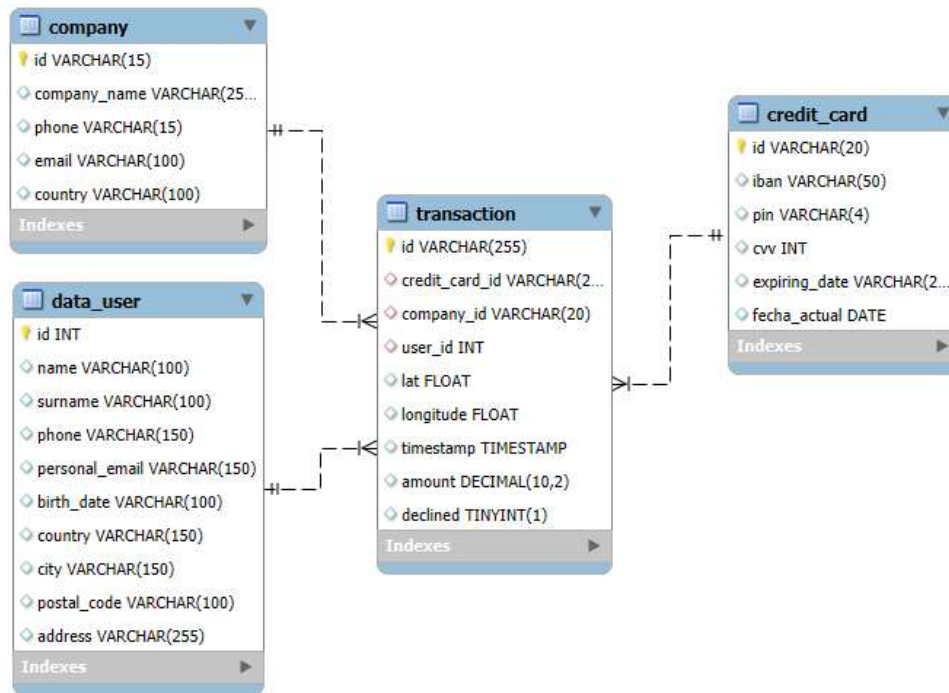 company
id VARCHAR(15)
company_name VARCHAR(25...
phone VARCHAR(15)
email VARCHAR(100)
country VARCHAR(100)
Indexes
data_user
id INT
name VARCHAR(100)
surname VARCHAR(100)
phone VARCHAR(150)
personal_email VARCHAR(150)
birth_date VARCHAR(100)
country VARCHAR(150)
city VARCHAR(150)
postal_code VARCHAR(100)
address VARCHAR(255)
Indexes
transaction
id VARCHAR(255)
credit_card_id VARCHAR(2...
company_id VARCHAR(20)
user_id INT
lat FLOAT
longitude FLOAT
timestamp TIMESTAMP
amount DECIMAL(10,2)
declined TINYINT(1)
Indexes
credit_card
id VARCHAR(20)
iban VARCHAR(50)
pin VARCHAR(4)
cvv INT
expiring_date VARCHAR(2...
fecha_actual DATE
Indexes